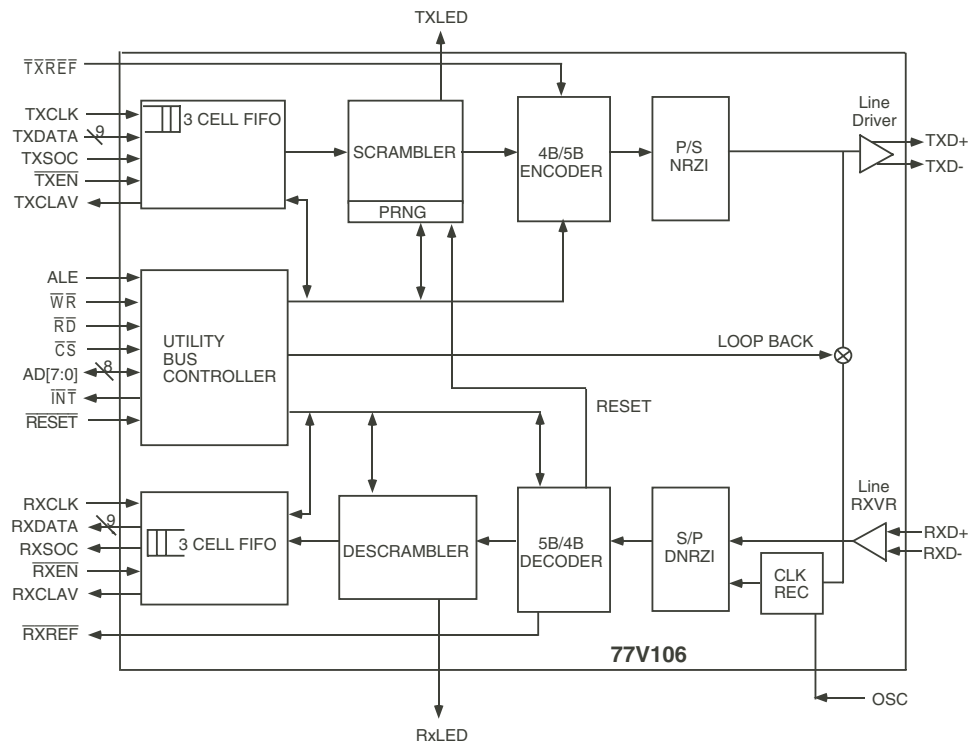 TXLED
TXREF
TXCLK
TXDATA 9
TXSOC
TXEN
TXCLAV
3 CELL FIFO
SCRAMBLER
PRNG
4B/5B
ENCODER
P/S
NRZI
Line
Driver
TXD+
TXD-
ALE
WR
RD
CS
AD[7:0] 8
INT
RESET
UTILITY
BUS
CONTROLLER
LOOP BACK
RESET
RXCLK
RXDATA 9
RXSOC
RXEN
RXCLAV
RXREF
3 CELL FIFO
DESCRAMBLER
5B/4B
DECODER
S/P
DNRZI
Line
RXVR
RXD+
RXD-
CLK
REC
77V106
OSC
RxLED